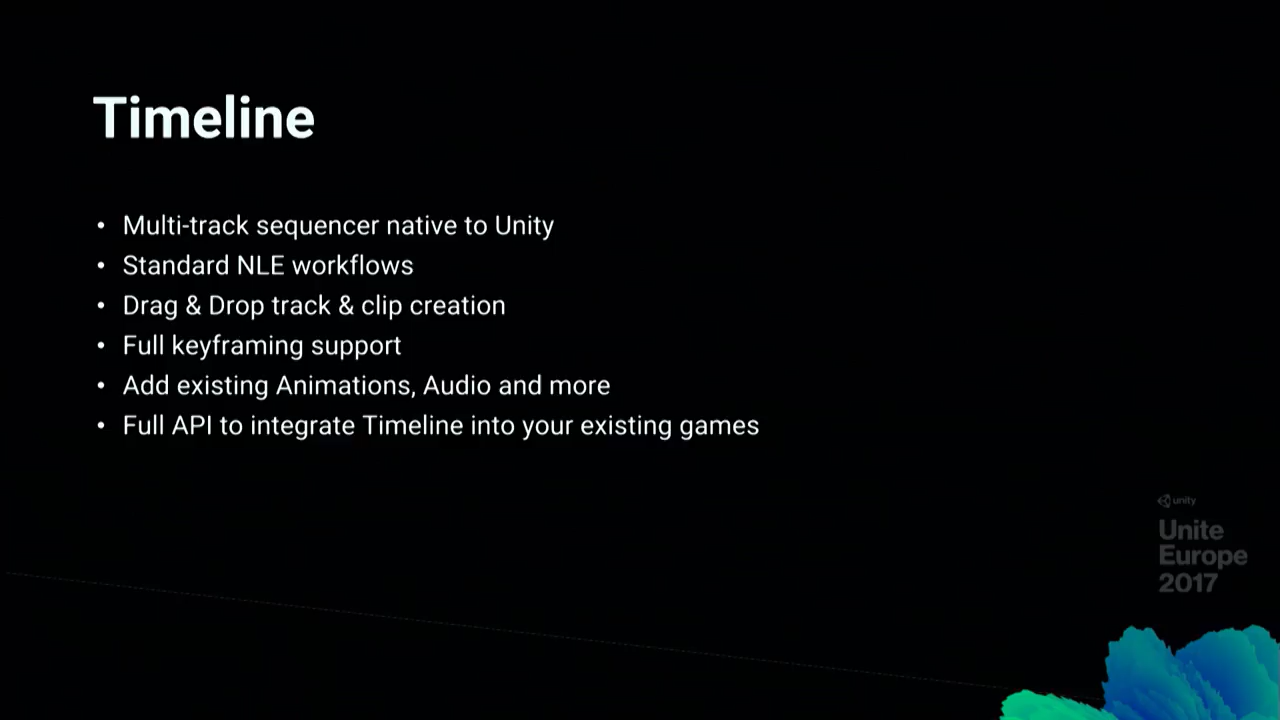 Timeline
• Multi-track sequencer native to Unity
• Standard NLE workflows
• Drag & Drop track & clip creation
• Full keyframing support
• Add existing Animations, Audio and more
• Full API to integrate Timeline into your existing games
unity
Unite
Europe
2017